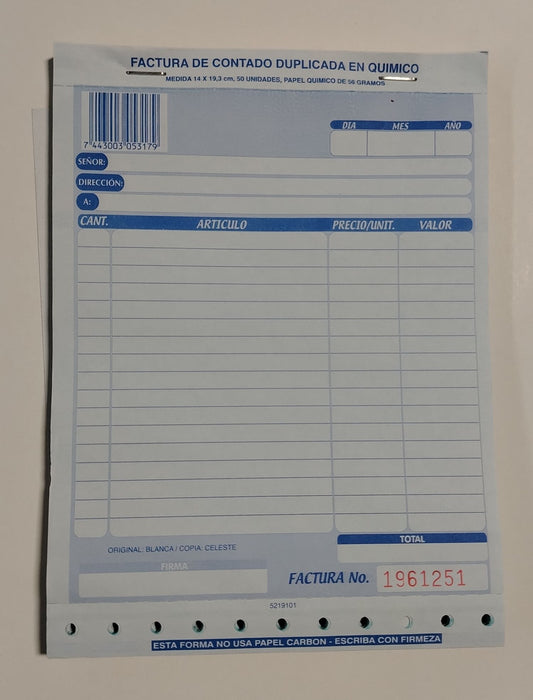 FACTURA DE CONTADO DUPLICADA EN QUIMICO
MEDIDA 14 X 19,3 cm, 50 UNIDADES, PAPEL QUIMICO DE 56 GRAMOS
7 443003 053179
DIA MES AÑO
SEÑOR:
DIRECCIÓN:
A:
CANT. ARTICULO PRECIO/UNIT. VALOR
TOTAL
ORIGINAL: BLANCA / COPIA: CELESTE
FIRMA
FACTURA No. 1961251
5219101
ESTA FORMA NO USA PAPEL CARBON - ESCRIBA CON FIRMEZA